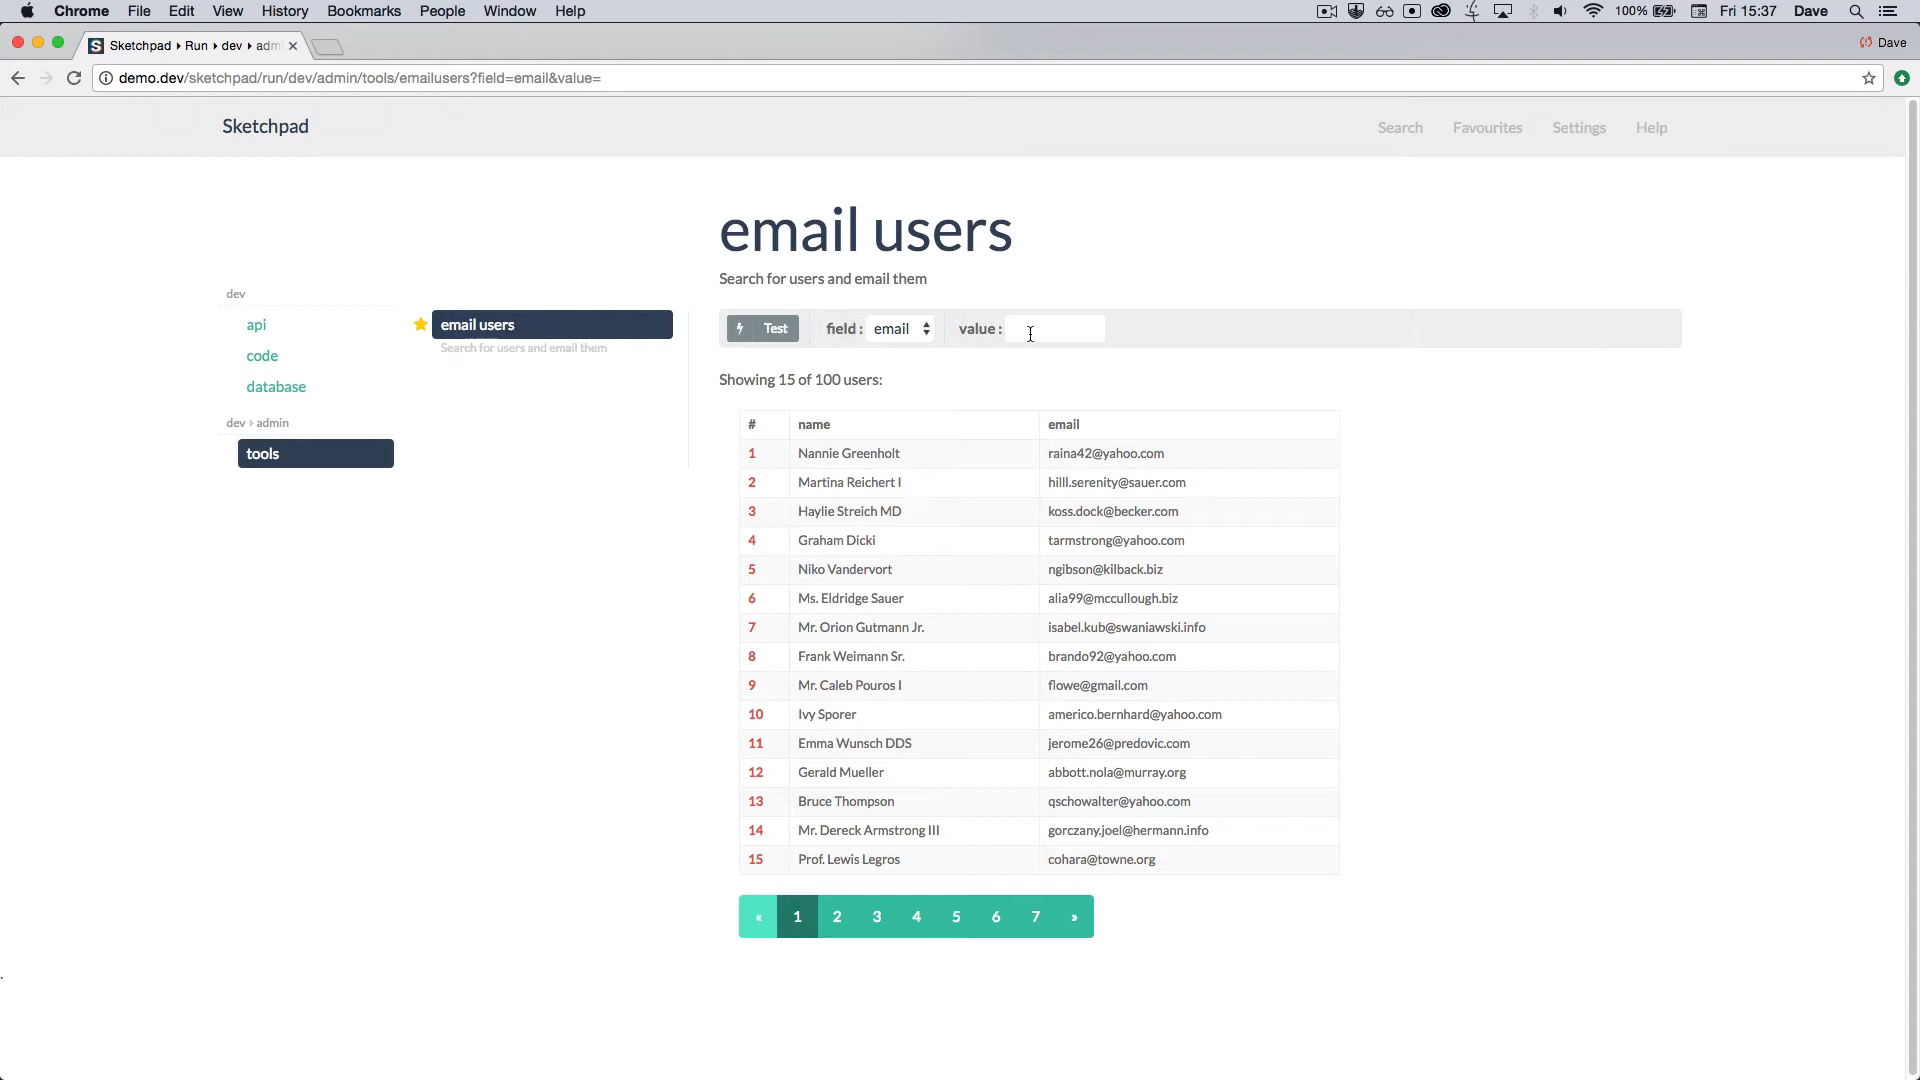 Chrome File Edit View History Bookmarks People Window Help 100% Fri 15:37 Dave
Sketchpad ▸ Run ▸ dev ▸ adm Dave
demo.dev/sketchpad/run/dev/admin/tools/emailusers?field=email&value=
Sketchpad Search Favourites Settings Help
email users
Search for users and email them
dev
api
code
database
dev ▸ admin
tools
email users
Search for users and email them
Test field : email value :
Showing 15 of 100 users:
# name email
1 Nannie Greenholt raina42@yahoo.com
2 Martina Reichert I hilll.serenity@sauer.com
3 Haylie Streich MD koss.dock@becker.com
4 Graham Dicki tarmstrong@yahoo.com
5 Niko Vandervort ngibson@kilback.biz
6 Ms. Eldridge Sauer alia99@mccullough.biz
7 Mr. Orion Gutmann Jr. isabel.kub@swaniawski.info
8 Frank Weimann Sr. brando92@yahoo.com
9 Mr. Caleb Pouros I flowe@gmail.com
10 Ivy Sporer americo.bernhard@yahoo.com
11 Emma Wunsch DDS jerome26@predovic.com
12 Gerald Mueller abbott.nola@murray.org
13 Bruce Thompson qschowalter@yahoo.com
14 Mr. Dereck Armstrong III gorczany.joel@hermann.info
15 Prof. Lewis Legros cohara@towne.org
« 1 2 3 4 5 6 7 »